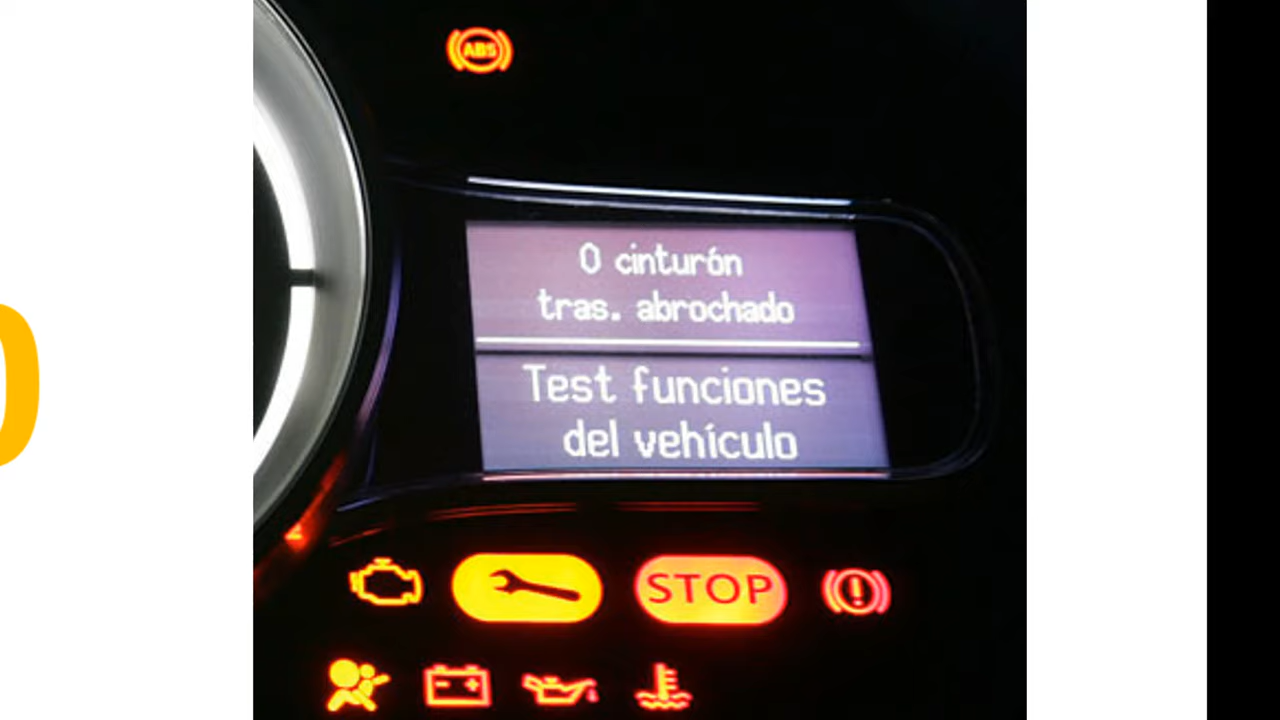 ABS
0 cinturón
tras. abrochado
Test funciones
del vehículo
STOP